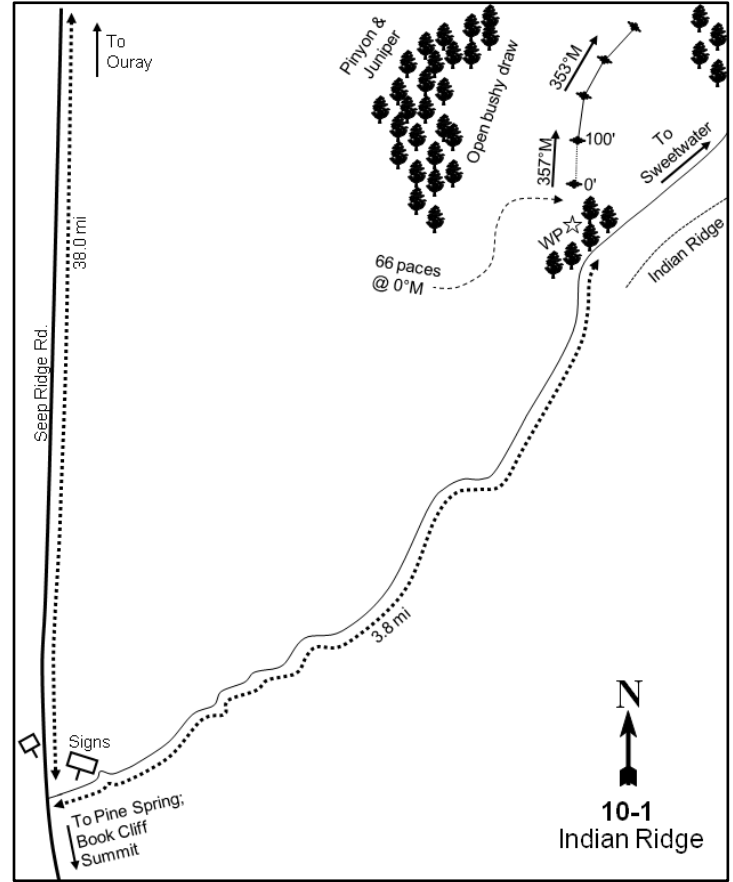 To
Ouray
Pinyon &
Juniper
Open bushy draw
353°M
357°M
100'
0'
To
Sweetwater
WP
Indian Ridge
66 paces
@ 0°M
38.0 mi
Seep Ridge Rd.
3.8 mi
Signs
To Pine Spring;
Book Cliff
Summit
N
10-1
Indian Ridge